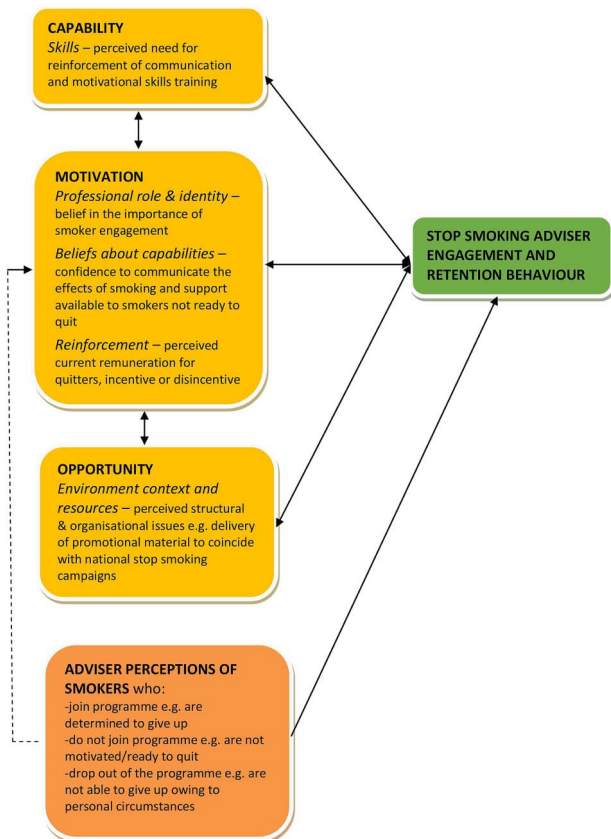 CAPABILITY
Skills – perceived need for
reinforcement of communication
and motivational skills training
MOTIVATION
Professional role & identity –
belief in the importance of
smoker engagement
Beliefs about capabilities –
confidence to communicate the
effects of smoking and support
available to smokers not ready to
quit
Reinforcement – perceived
current remuneration for
quitters, incentive or disincentive
STOP SMOKING ADVISER
ENGAGEMENT AND
RETENTION BEHAVIOUR
OPPORTUNITY
Environment context and
resources – perceived structural
& organisational issues e.g. delivery
of promotional material to coincide
with national stop smoking
campaigns
ADVISER PERCEPTIONS OF
SMOKERS who:
-join programme e.g. are
determined to give up
-do not join programme e.g. are not
motivated/ready to quit
-drop out of the programme e.g. are
not able to give up owing to
personal circumstances